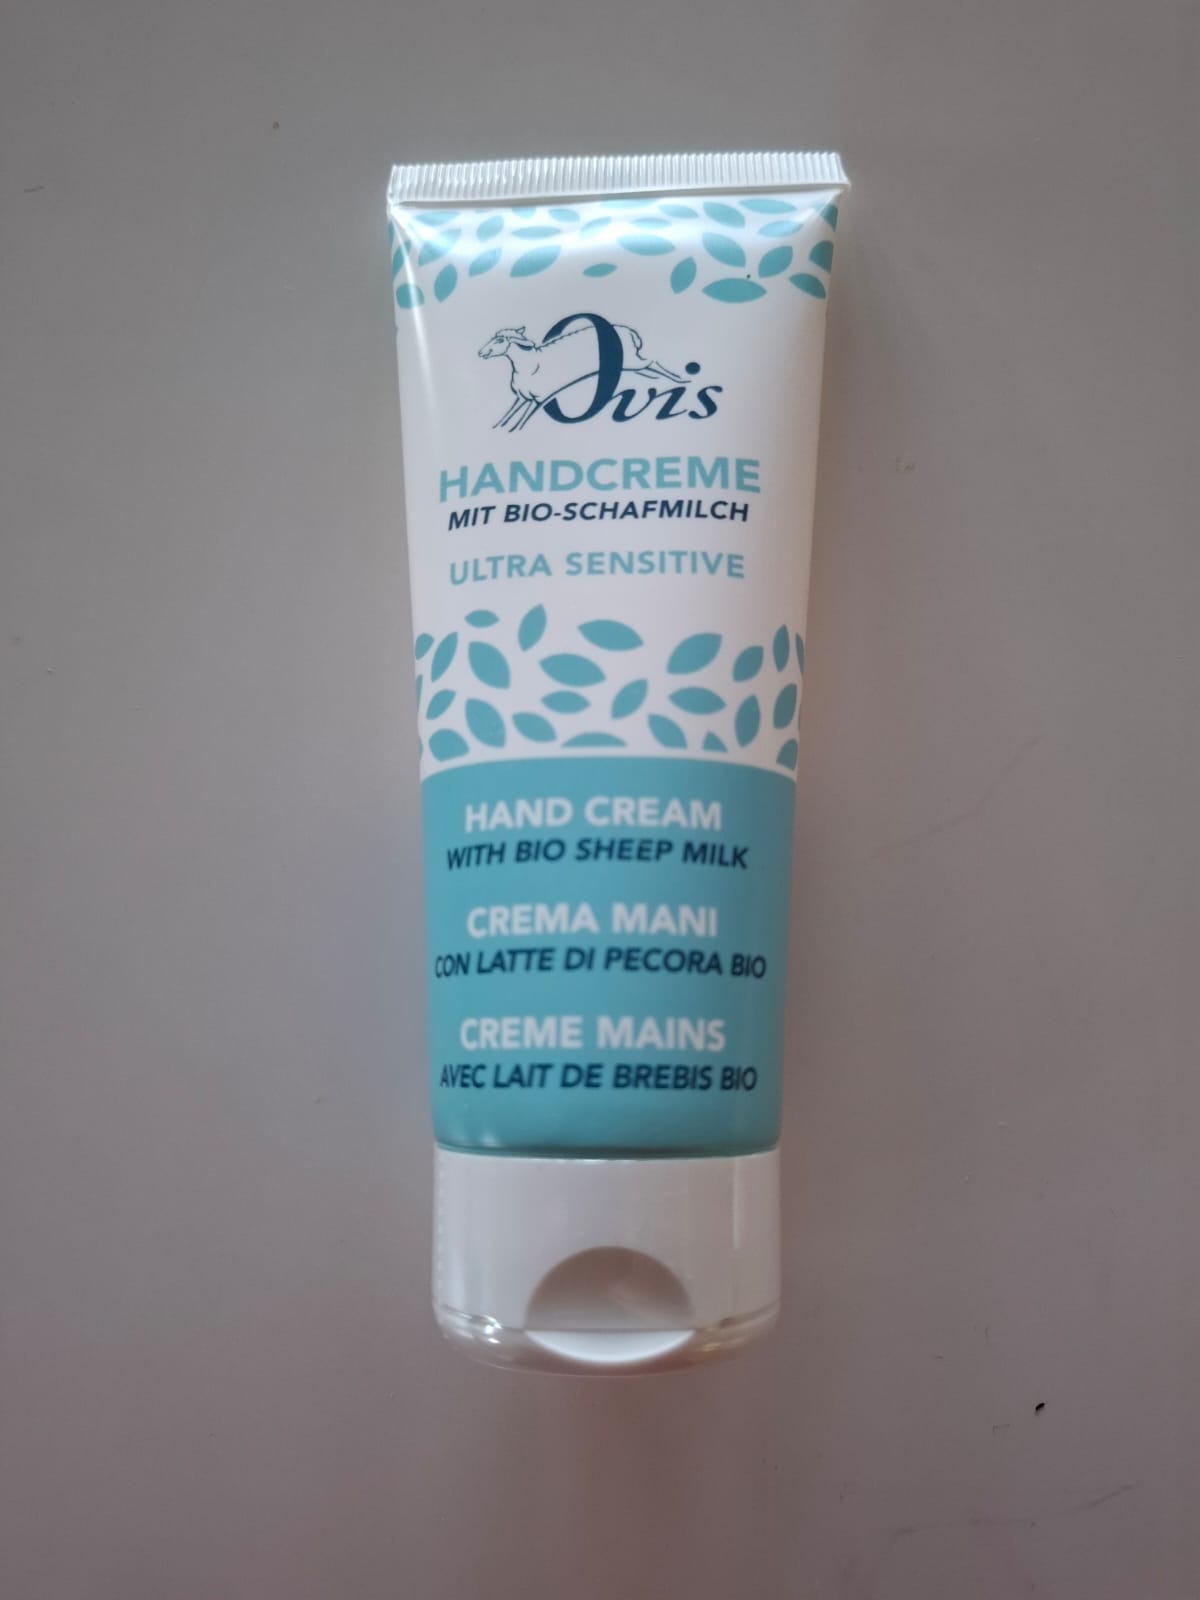 Ovis
HANDCREME
MIT BIO-SCHAFMILCH
ULTRA SENSITIVE
HAND CREAM
WITH BIO SHEEP MILK
CREMA MANI
CON LATTE DI PECORA BIO
CREME MAINS
AVEC LAIT DE BREBIS BIO